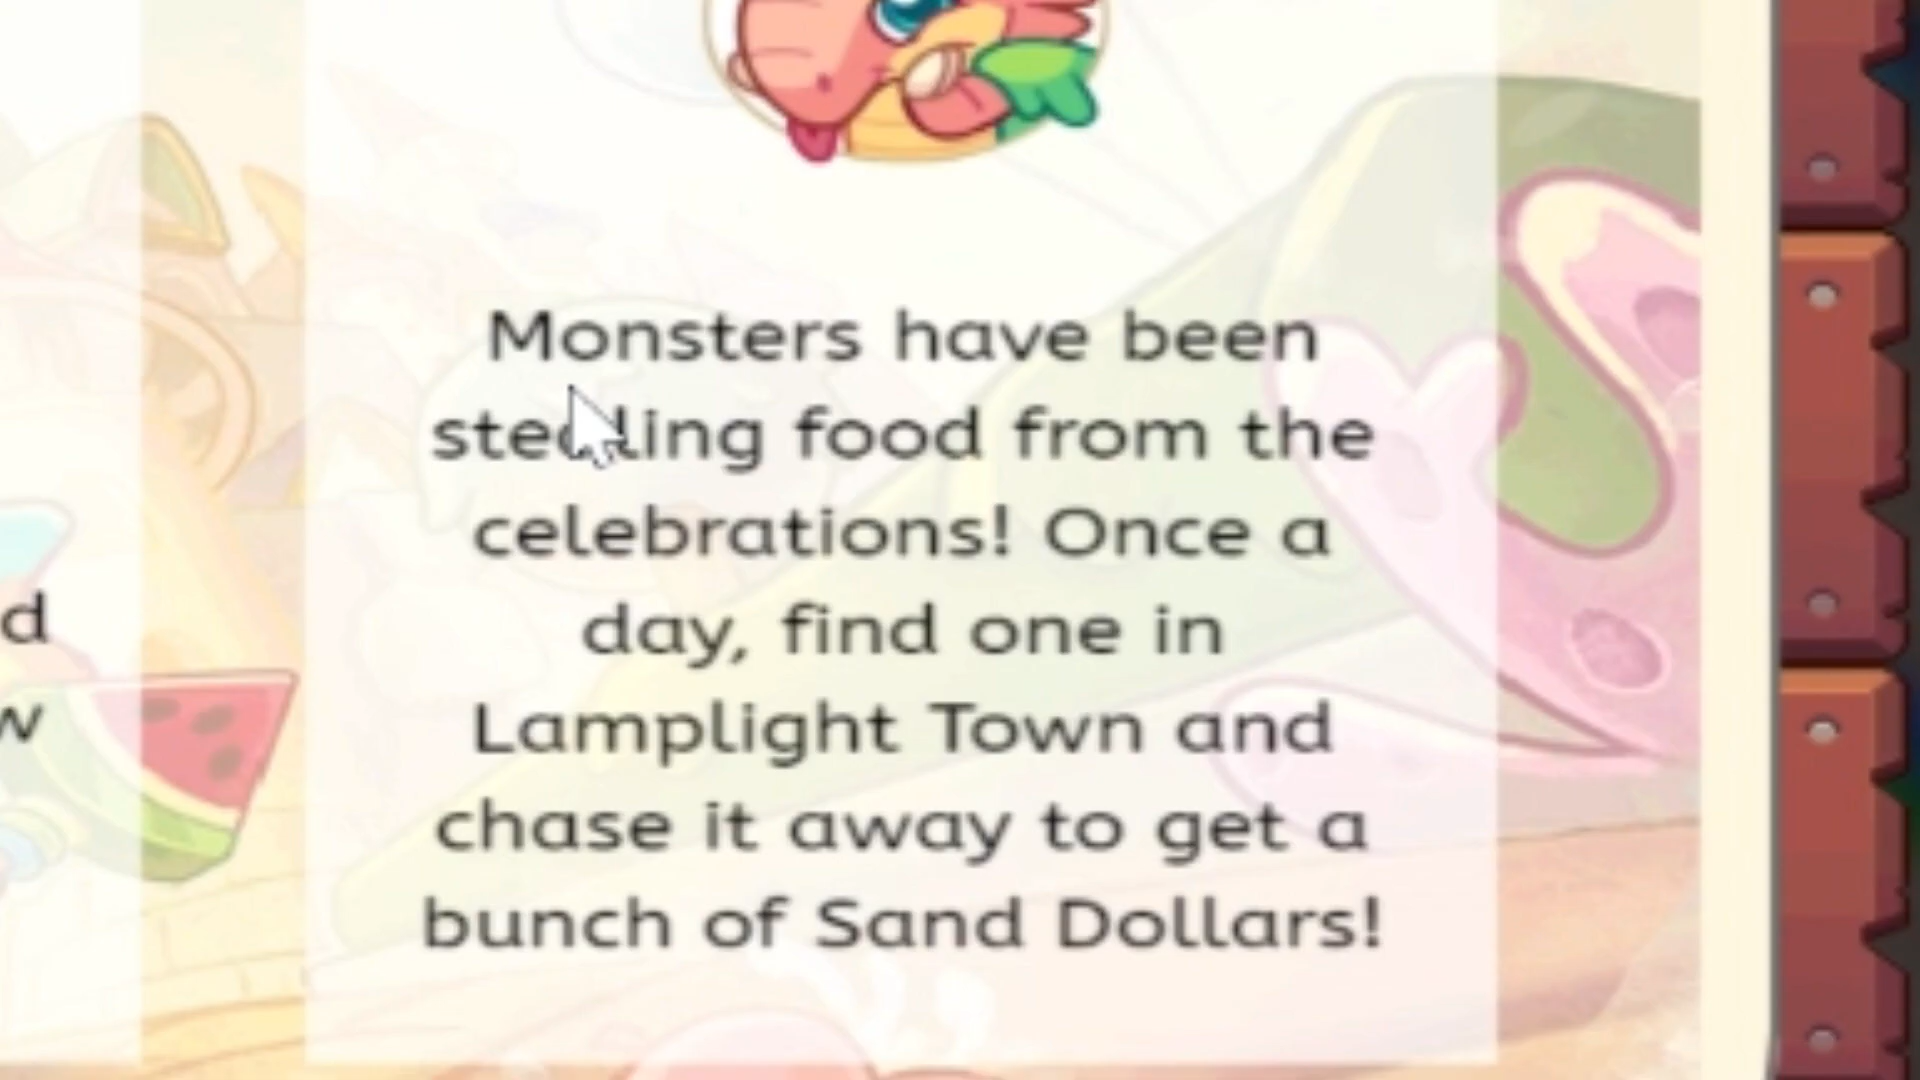 Monsters have been
stealing food from the
celebrations! Once a
day, find one in
Lamplight Town and
chase it away to get a
bunch of Sand Dollars!